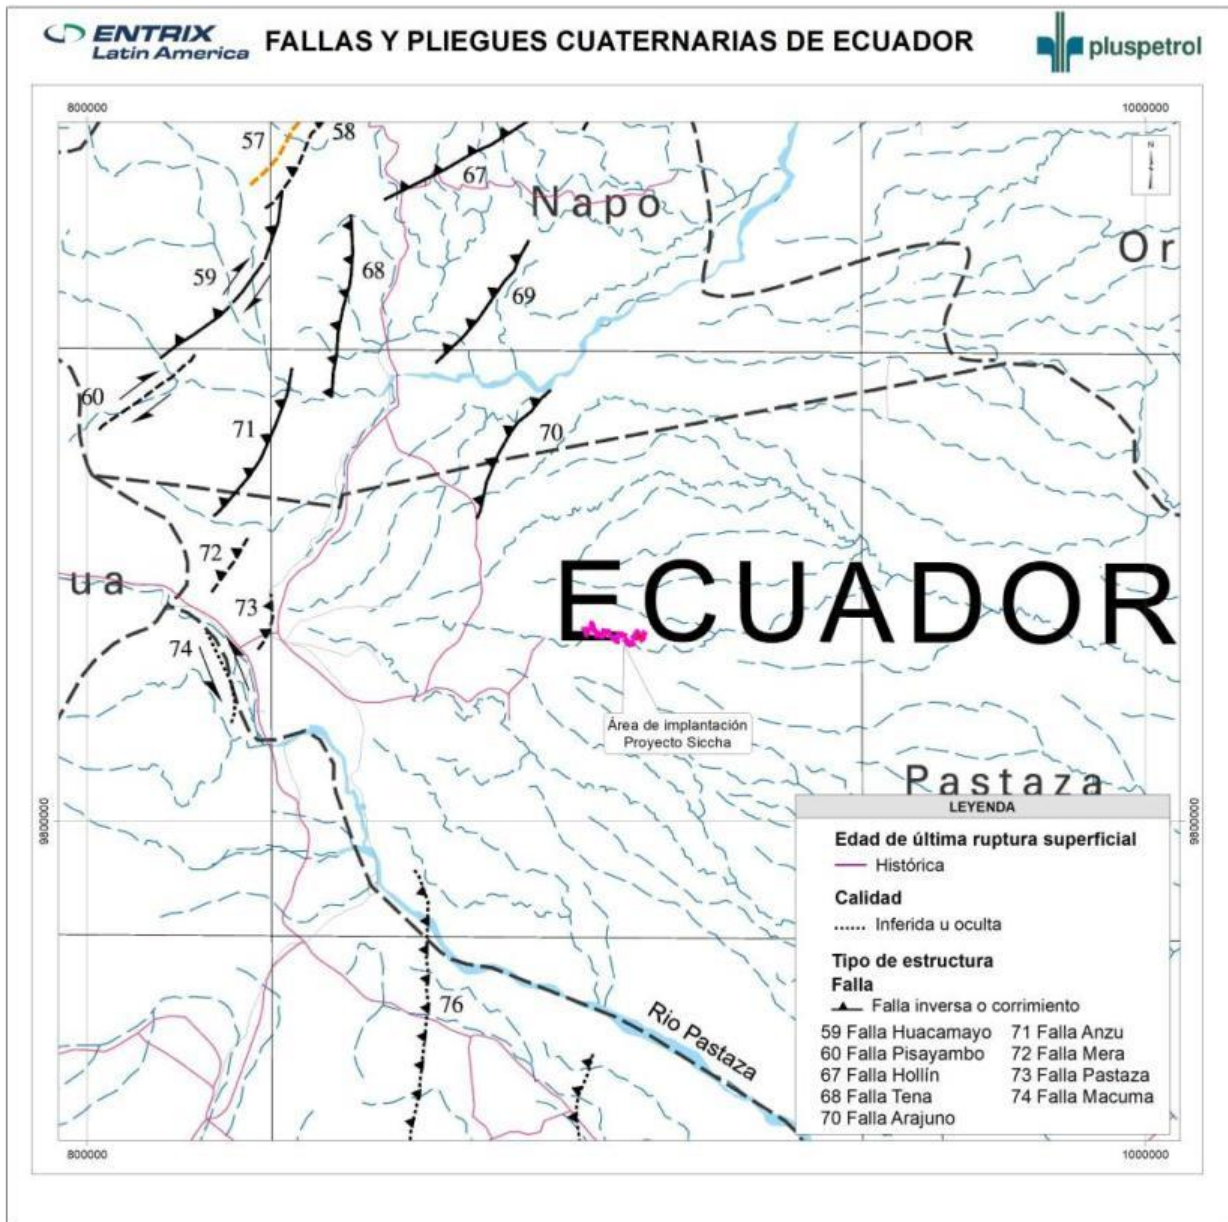 ENTRIX
Latin America
FALLAS Y PLIEGUES CUATERNARIAS DE ECUADOR
pluspetrol
800000
1000000
57
58
67
N
Napo
Or
59
68
69
60
71
70
72
ua
73
ECUADOR
74
Área de implantación
Proyecto Siccha
Pastaza
9800000
9800000
76
Rio Pastaza
LEYENDA
Edad de última ruptura superficial
Histórica
Calidad
Inferida u oculta
Tipo de estructura
Falla
Falla inversa o corrimiento
59 Falla Huacamayo
60 Falla Pisayambo
67 Falla Hollín
68 Falla Tena
70 Falla Arajuno
71 Falla Anzu
72 Falla Mera
73 Falla Pastaza
74 Falla Macuma
800000
1000000